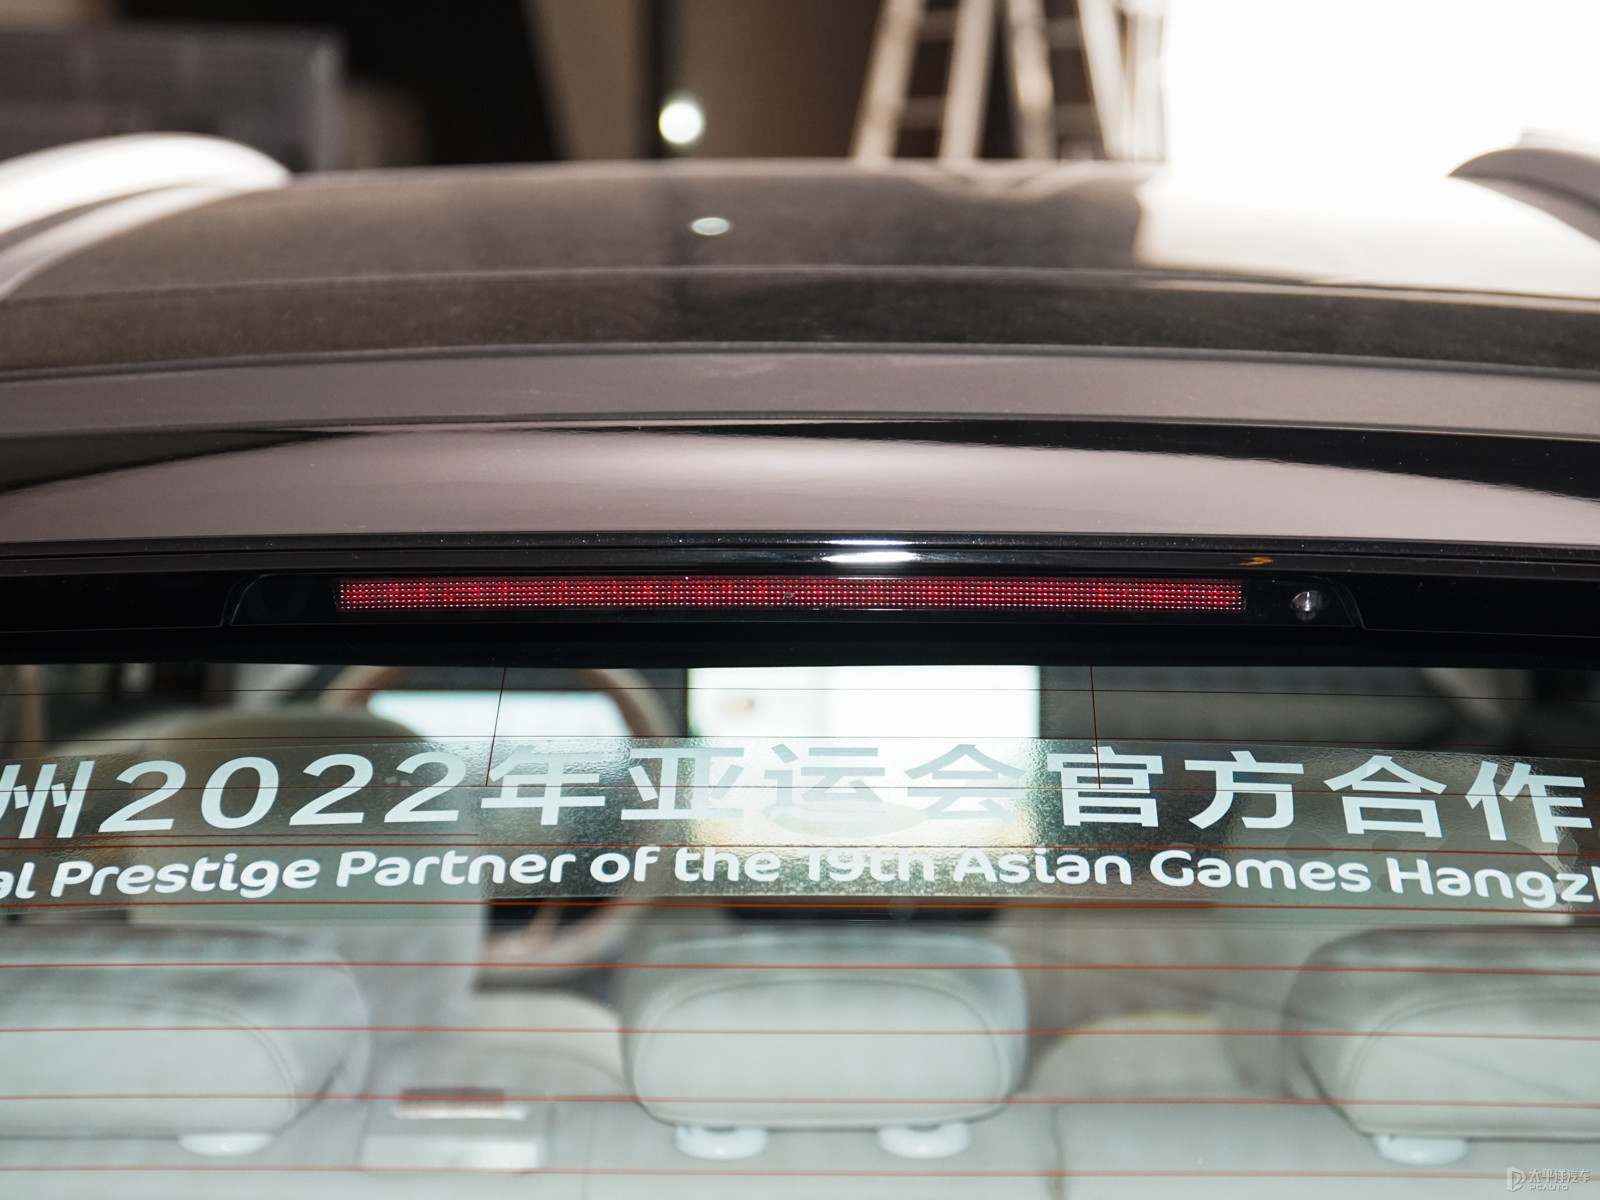 州2022年亚运会官方合作
al Prestige Partner of the 19th Asian Games Hangz
太平洋汽车
PCAUTO